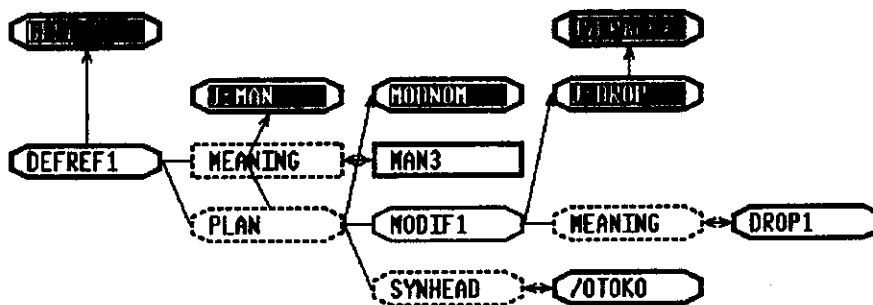 J:MAN
MODNOM
J:DROP
DEFREF1
MEANING
MAN3
PLAN
MODIF1
MEANING
DROP1
SYNHEAD
/OTOKO